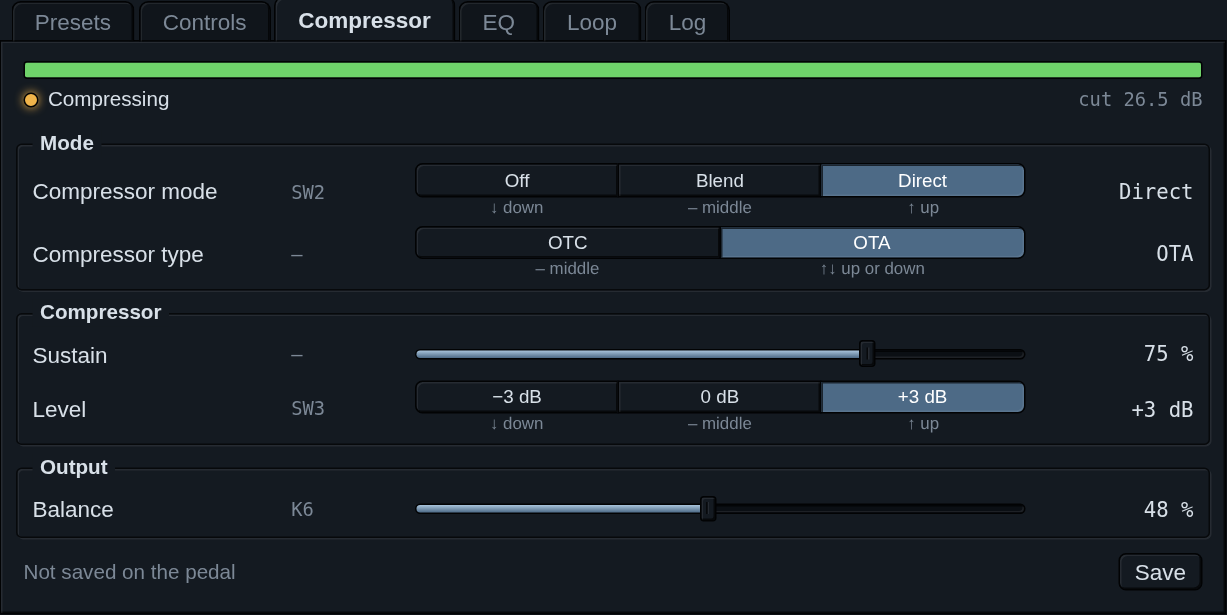 Presets Controls Compressor EQ Loop Log
Compressing cut 26.5 dB
Mode
Compressor mode SW2 Off Blend Direct Direct
↓ down – middle ↑ up
Compressor type – OTC OTA OTA
– middle ↑↓ up or down
Compressor
Sustain – 75 %
Level SW3 −3 dB 0 dB +3 dB +3 dB
↓ down – middle ↑ up
Output
Balance K6 48 %
Not saved on the pedal Save